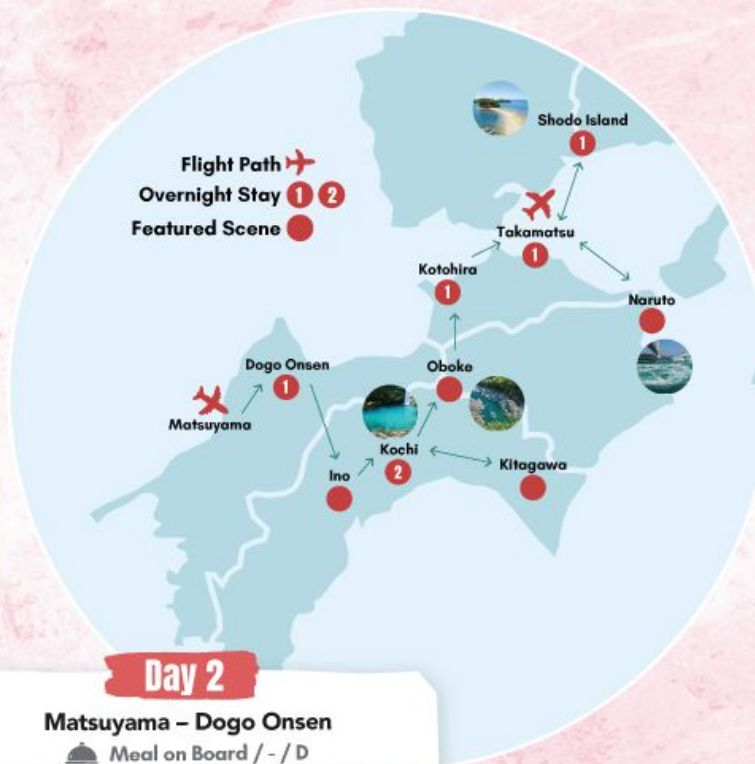 Shodo Island
1
Flight Path
Overnight Stay 1 2
Featured Scene
Takamatsu
1
Kotohira
1
Naruto
Dogo Onsen
1
Oboke
Matsuyama
Kochi
2
Kitagawa
Ino
Day 2
Matsuyama – Dogo Onsen
Meal on Board / - / D